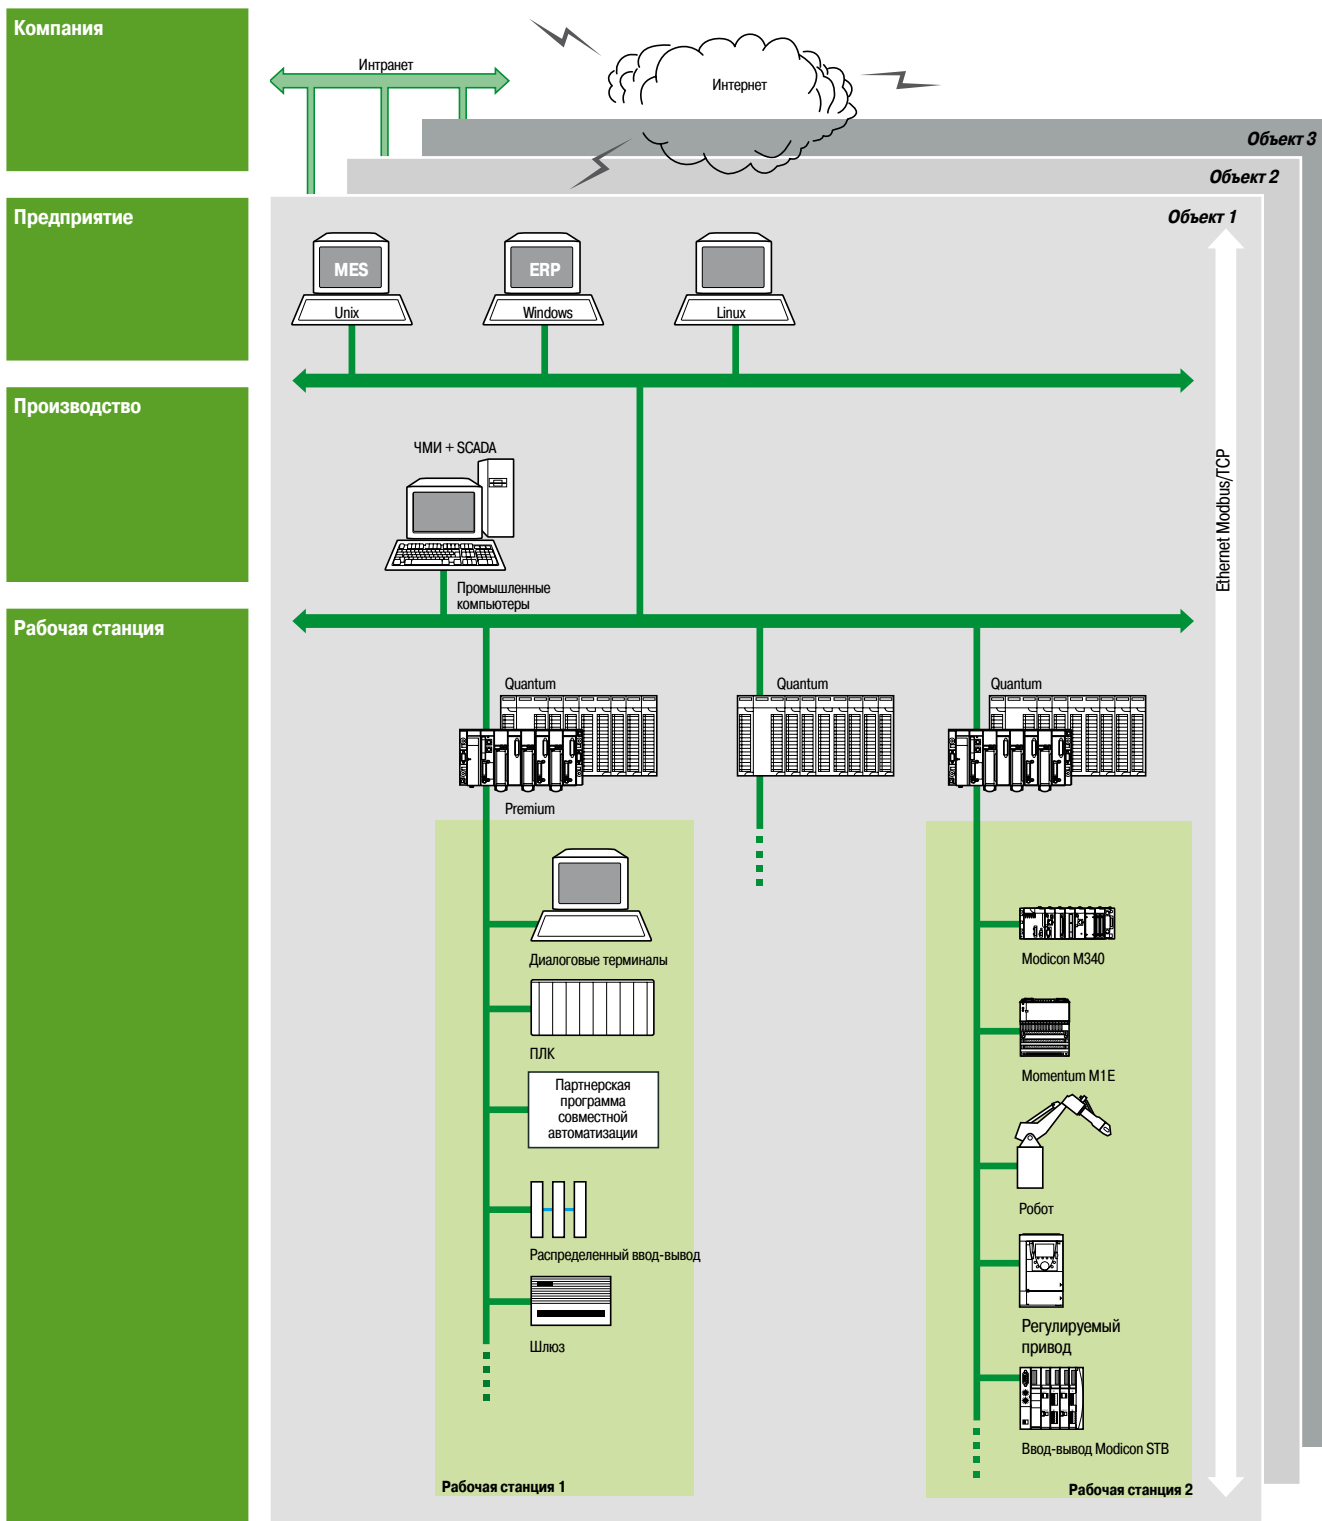 Компания
Интранет
Интернет
Объект 3
Объект 2
Предприятие
Объект 1
MES
ERP
Unix
Windows
Linux
Производство
ЧМИ + SCADA
Ethernet Modbus/TCP
Промышленные
компьютеры
Рабочая станция
Quantum
Quantum
Quantum
Premium
Диалоговые терминалы
ПЛК
Партнерская
программа
совместной
автоматизации
Распределенный ввод-вывод
Шлюз
Рабочая станция 1
Modicon M340
Momentum M1E
Робот
Регулируемый
привод
Ввод-вывод Modicon STB
Рабочая станция 2